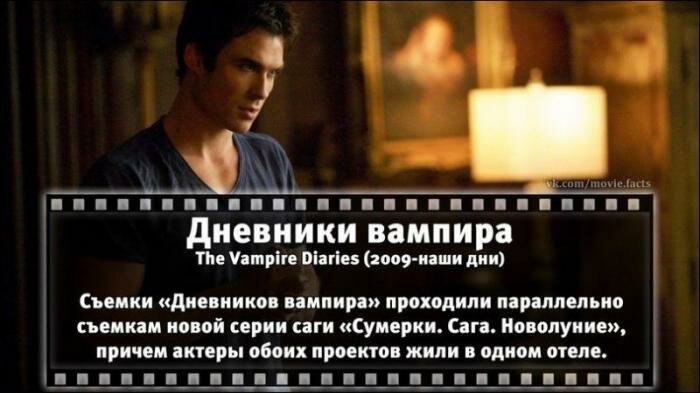 vk.com/movie.facts
Дневники вампира
The Vampire Diaries (2009-наши дни)
Съемки «Дневников вампира» проходили параллельно
съемкам новой серии саги «Сумерки. Сага. Новолуние»,
причем актеры обоих проектов жили в одном отеле.